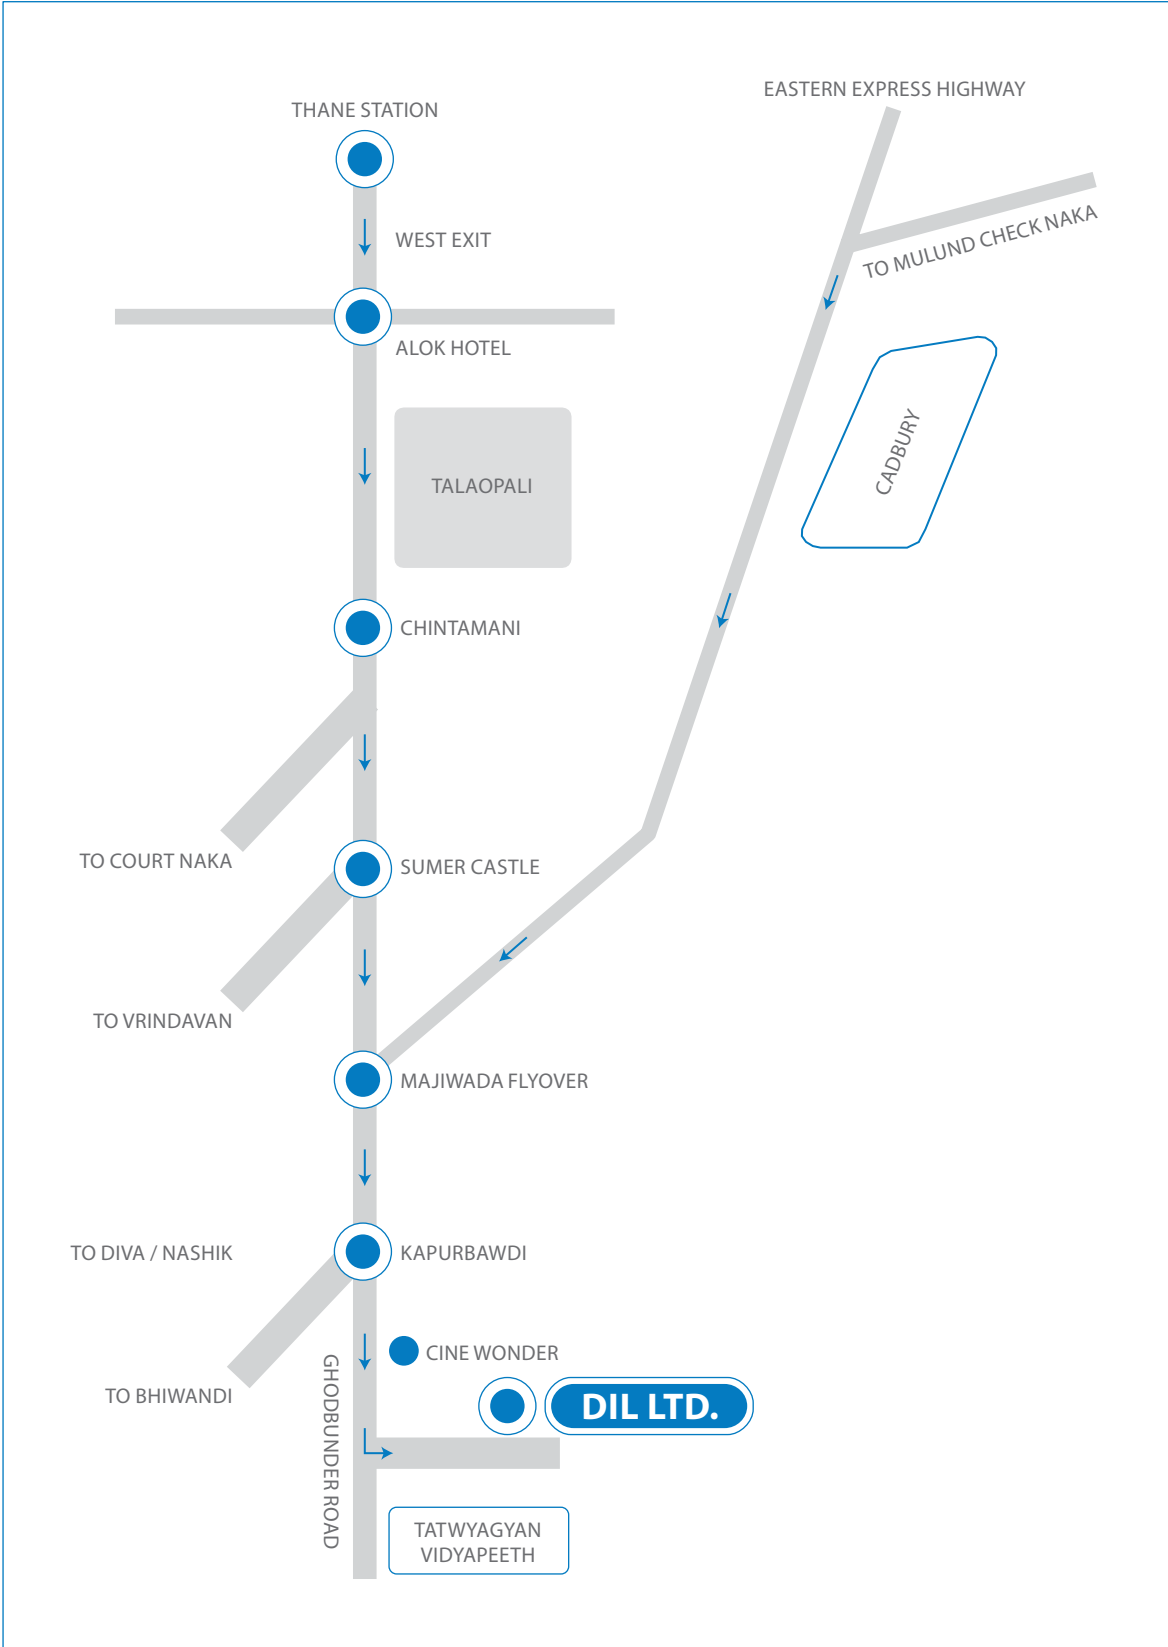 EASTERN EXPRESS HIGHWAY
THANE STATION
TO MULUND CHECK NAKA
WEST EXIT
ALOK HOTEL
CADBURY
TALAOPALI
CHINTAMANI
TO COURT NAKA
SUMER CASTLE
TO VRINDAVAN
MAJIWADA FLYOVER
TO DIVA / NASHIK
KAPURBAWDI
CINE WONDER
TO BHIWANDI
DIL LTD.
GHODBUNDER ROAD
TATWYAGYAN
VIDYAPEETH